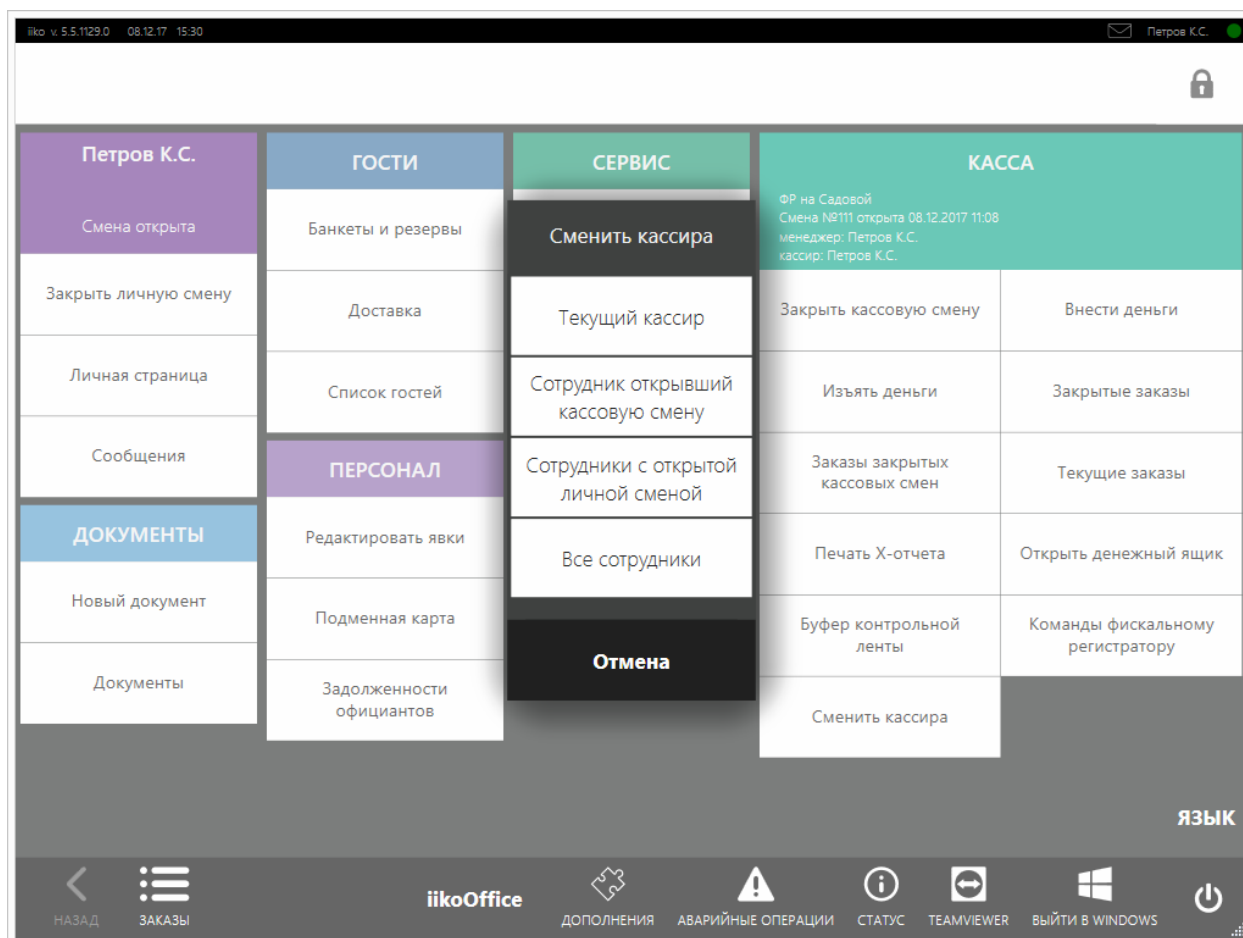 iiko v. 5.5.1129.0 08.12.17 15:30
Петров К.С.
Петров К.С.
Смена открыта
Закрыть личную смену
Личная страница
Сообщения
ДОКУМЕНТЫ
Новый документ
Документы
ГОСТИ
Банкеты и резервы
Доставка
Список гостей
ПЕРСОНАЛ
Редактировать явки
Подменная карта
Задолженности
официантов
СЕРВИС
Сменить кассира
Текущий кассир
Сотрудник открывший
кассовую смену
Сотрудники с открытой
личной сменой
Все сотрудники
Отмена
КАССА
ФР на Садовой
Смена №111 открыта 08.12.2017 11:08
менеджер: Петров К.С.
кассир: Петров К.С.
Закрыть кассовую смену
Внести деньги
Изъять деньги
Закрытые заказы
Заказы закрытых
кассовых смен
Текущие заказы
Печать X-отчета
Открыть денежный ящик
Буфер контрольной
ленты
Команды фискальному
регистратору
Сменить кассира
ЯЗЫК
НАЗАД
ЗАКАЗЫ
iikoOffice
ДОПОЛНЕНИЯ
АВАРИЙНЫЕ ОПЕРАЦИИ
СТАТУС
TEAMVIEWER
ВЫЙТИ В WINDOWS